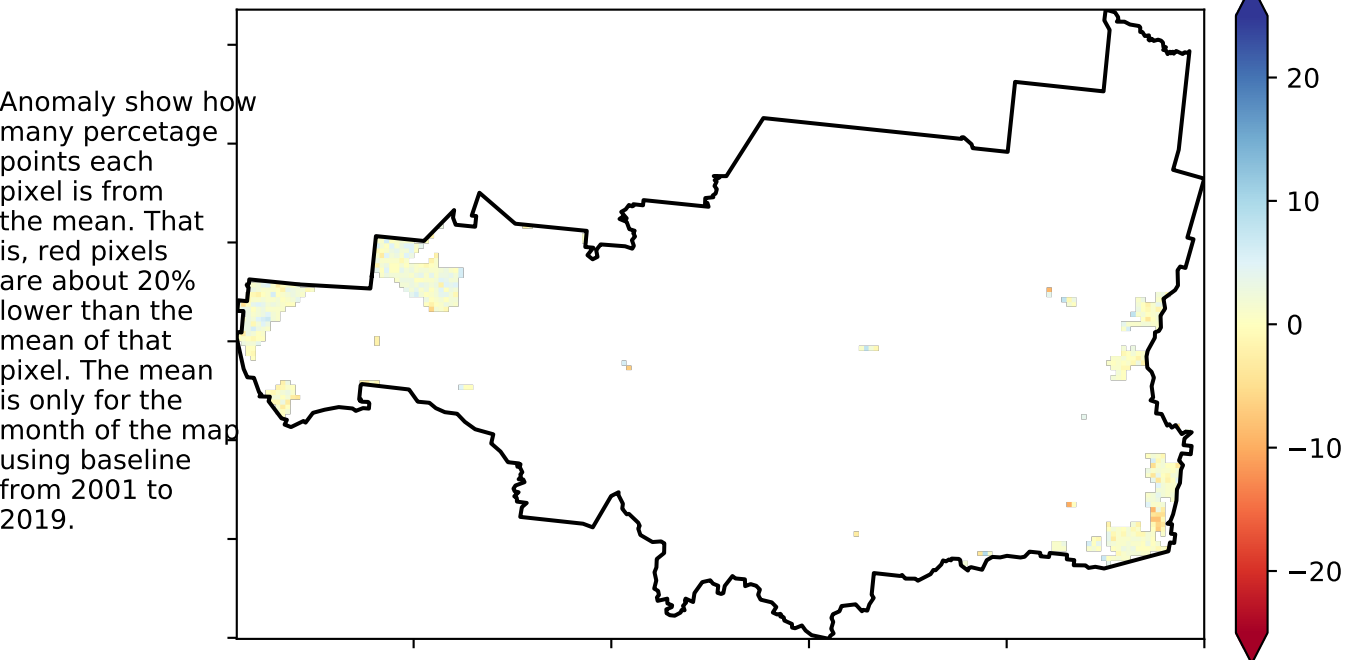 Anomaly show how
many percetage
points each
pixel is from
the mean. That
is, red pixels
are about 20%
lower than the
mean of that
pixel. The mean
is only for the
month of the map
using baseline
from 2001 to
2019.
20
10
0
−10
−20